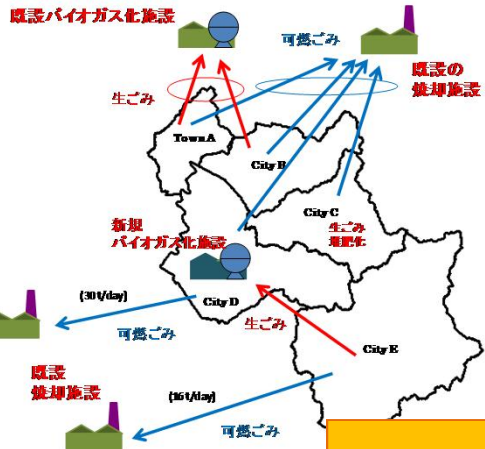 既設バイオガス化施設
可燃ごみ
既設の
焼却施設
生ごみ
Town A
City B
City C
生ごみ
堆肥化
新規
バイオガス化施設
City D
(30t/day)
可燃ごみ
生ごみ
City E
既設
焼却施設
(16t/day)
可燃ごみ